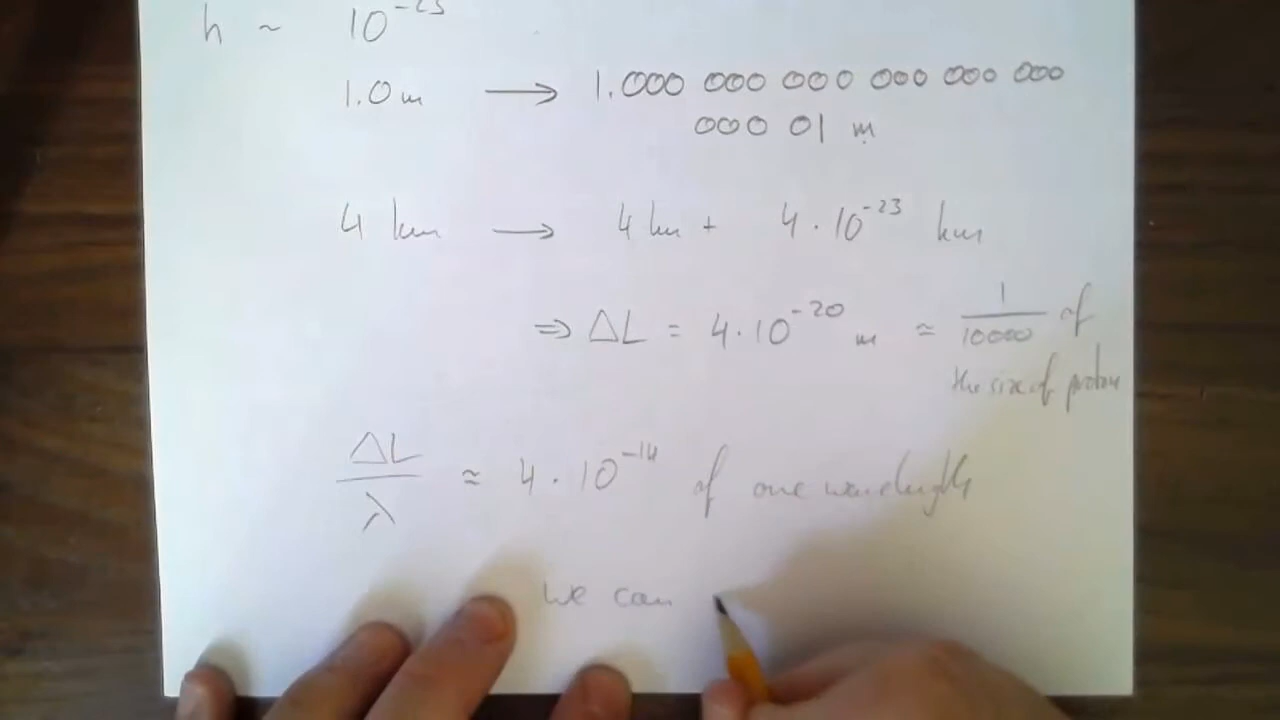 h ~ 10⁻²³
1.0 m → 1.000 000 000 000 000 000
000 01 m
4 km → 4 km + 4 · 10⁻²³ km
⇒ ΔL = 4 · 10⁻²⁰ m ≃ 1/10000 of
the size of proton
ΔL/λ ≈ 4 · 10⁻¹⁴ of one wavelength
We can